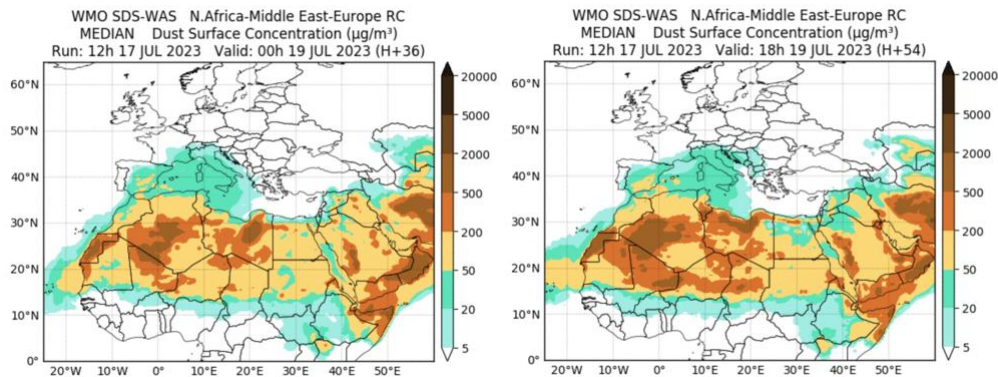 WMO SDS-WAS N.Africa-Middle East-Europe RC
MEDIAN Dust Surface Concentration (µg/m³)
Run: 12h 17 JUL 2023 Valid: 00h 19 JUL 2023 (H+36)
60°N
50°N
40°N
30°N
20°N
10°N
0°
20°W
10°W
0°
10°E
20°E
30°E
40°E
50°E
20000
5000
2000
500
200
50
20
5
WMO SDS-WAS N.Africa-Middle East-Europe RC
MEDIAN Dust Surface Concentration (µg/m³)
Run: 12h 17 JUL 2023 Valid: 18h 19 JUL 2023 (H+54)
60°N
50°N
40°N
30°N
20°N
10°N
0°
20°W
10°W
0°
10°E
20°E
30°E
40°E
50°E
20000
5000
2000
500
200
50
20
5